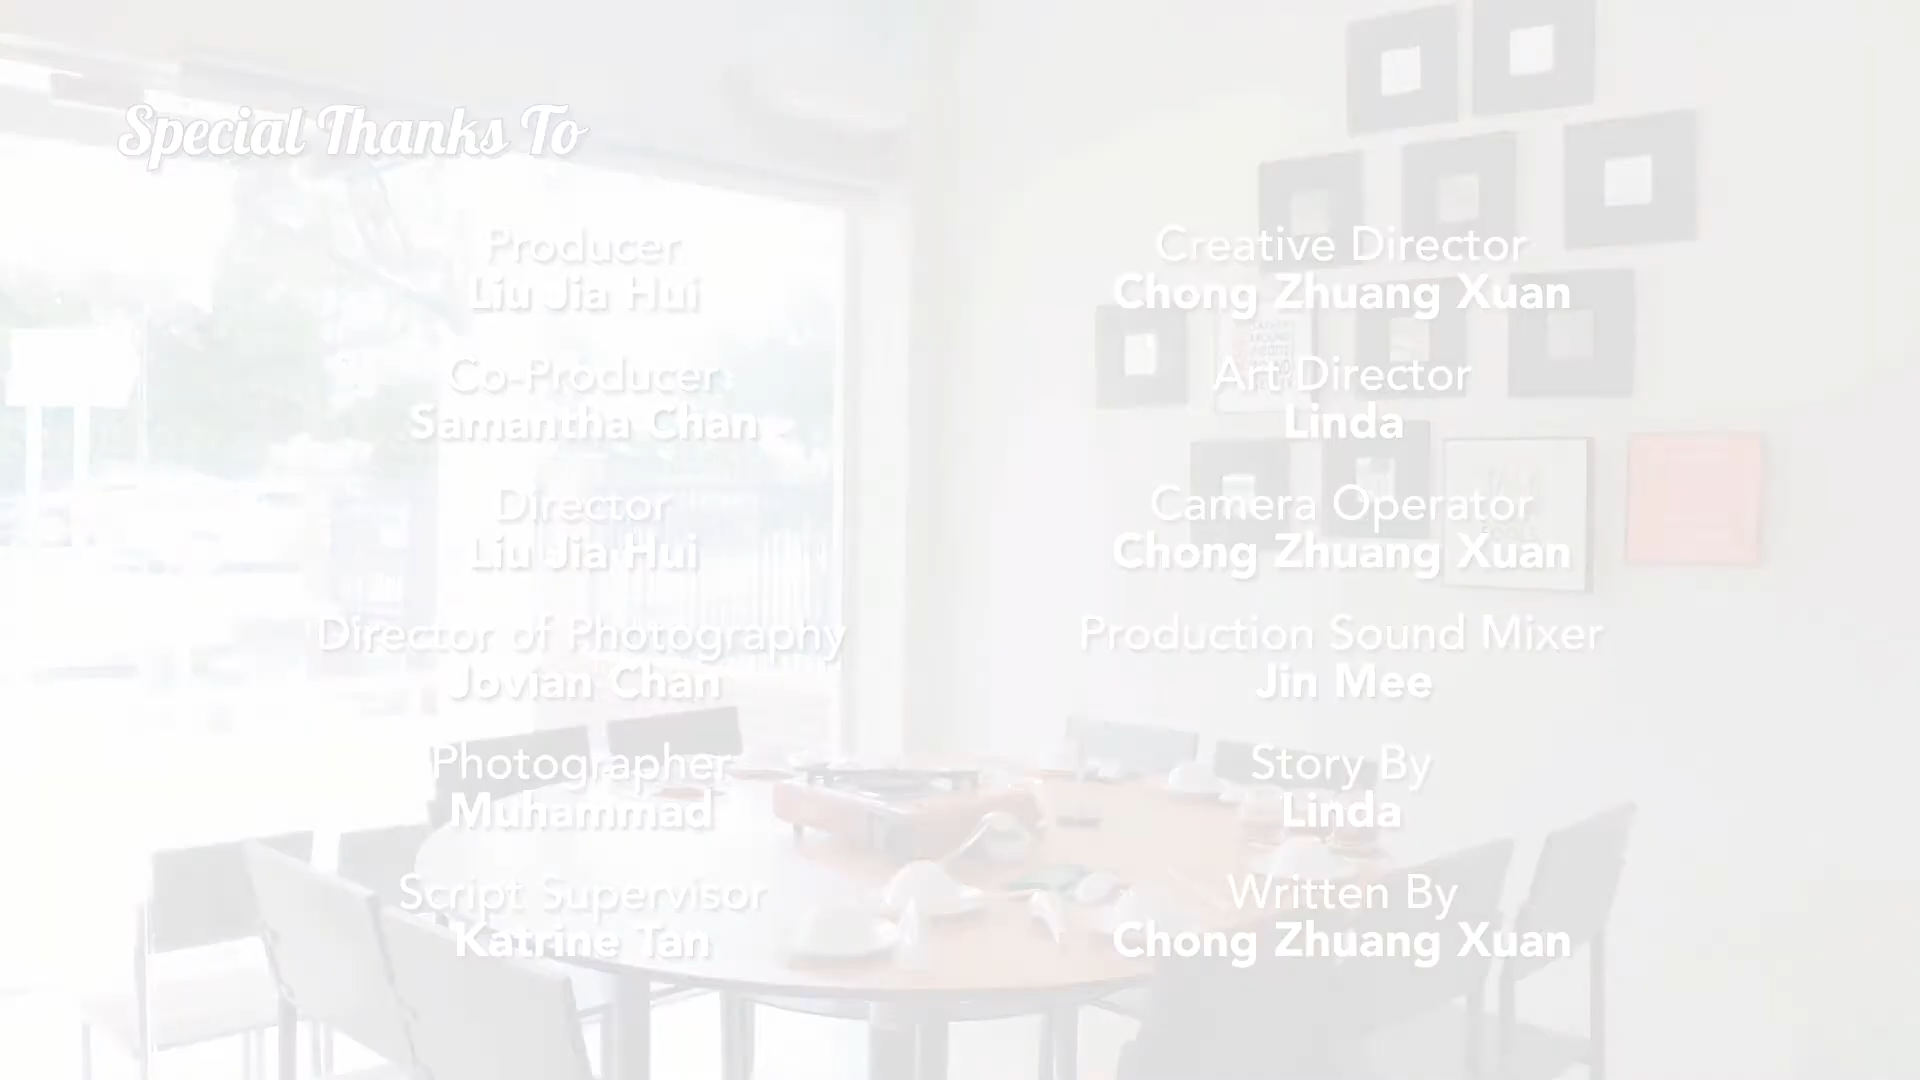 Special Thanks To
Producer
Liu Jia Hui
Co-Producer
Samantha Chan
Director
Liu Jia Hui
Director of Photography
Jovian Chan
Photographer
Muhammad
Script Supervisor
Katrine Tan
Creative Director
Chong Zhuang Xuan
Art Director
Linda
Camera Operator
Chong Zhuang Xuan
Production Sound Mixer
Jin Mee
Story By
Linda
Written By
Chong Zhuang Xuan